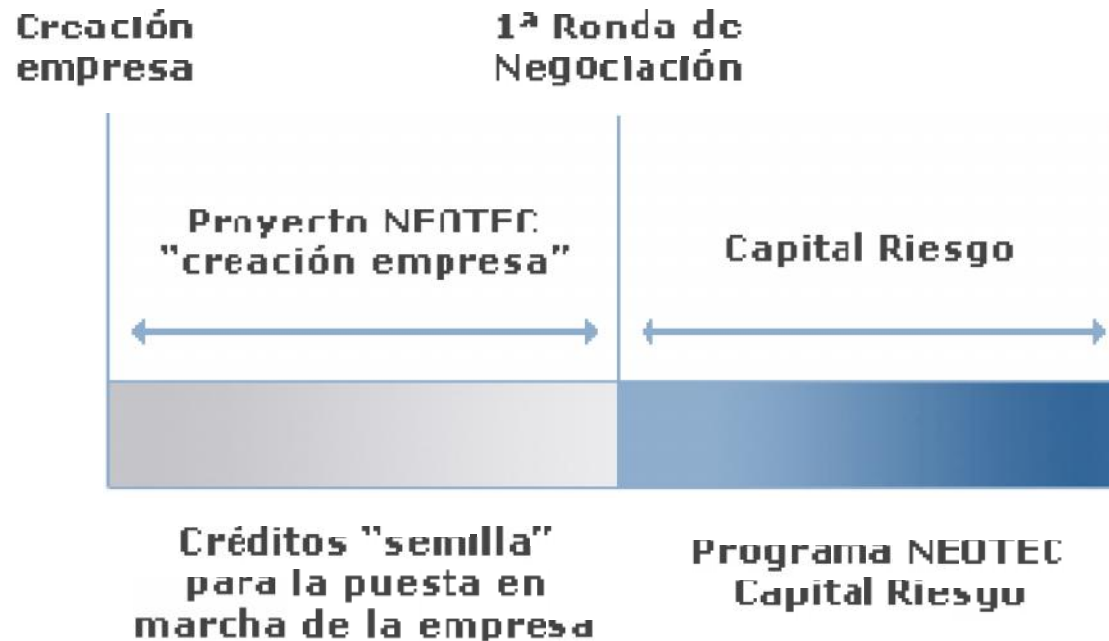 Creación
empresa
1ª Ronda de
Negociación
Proyecto NEOTEC
"creación empresa"
Capital Riesgo
Créditos "semilla"
para la puesta en
marcha de la empresa
Programa NEOTEC
Capital Riesgo